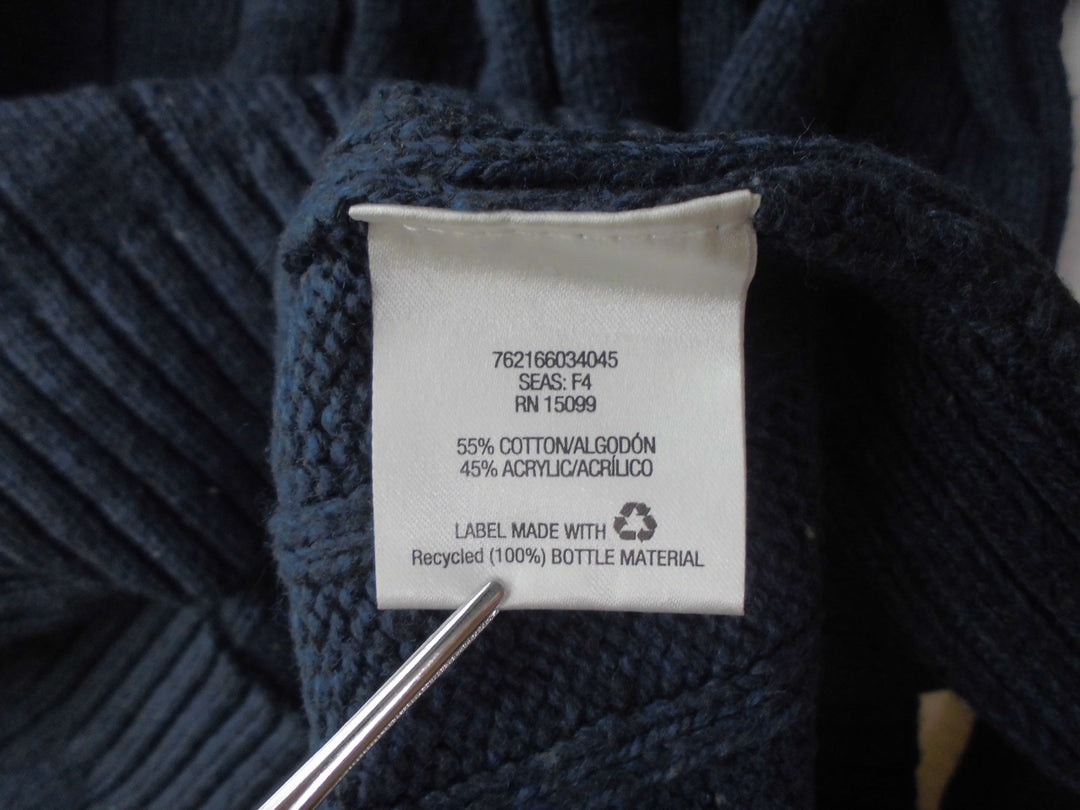 762166034045
SEAS: F4
RN 15099
55% COTTON/ALGODÓN
45% ACRYLIC/ACRÍLICO
LABEL MADE WITH
Recycled (100%) BOTTLE MATERIAL